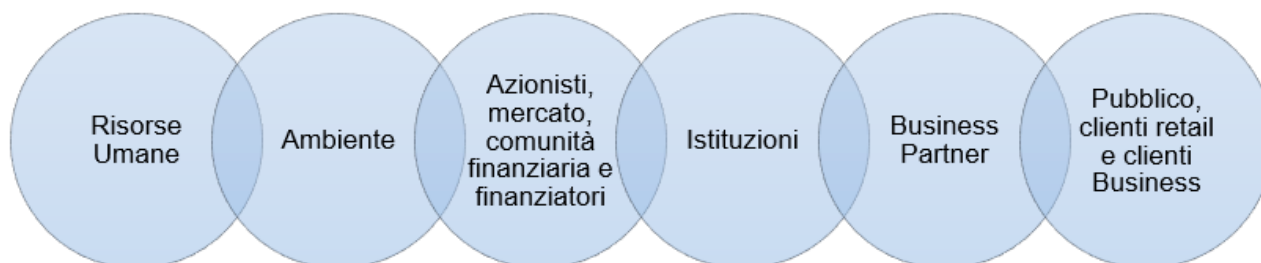 Risorse
Umane
Ambiente
Azionisti,
mercato,
comunità
finanziaria e
finanziatori
Istituzioni
Business
Partner
Pubblico,
clienti retail
e clienti
Business